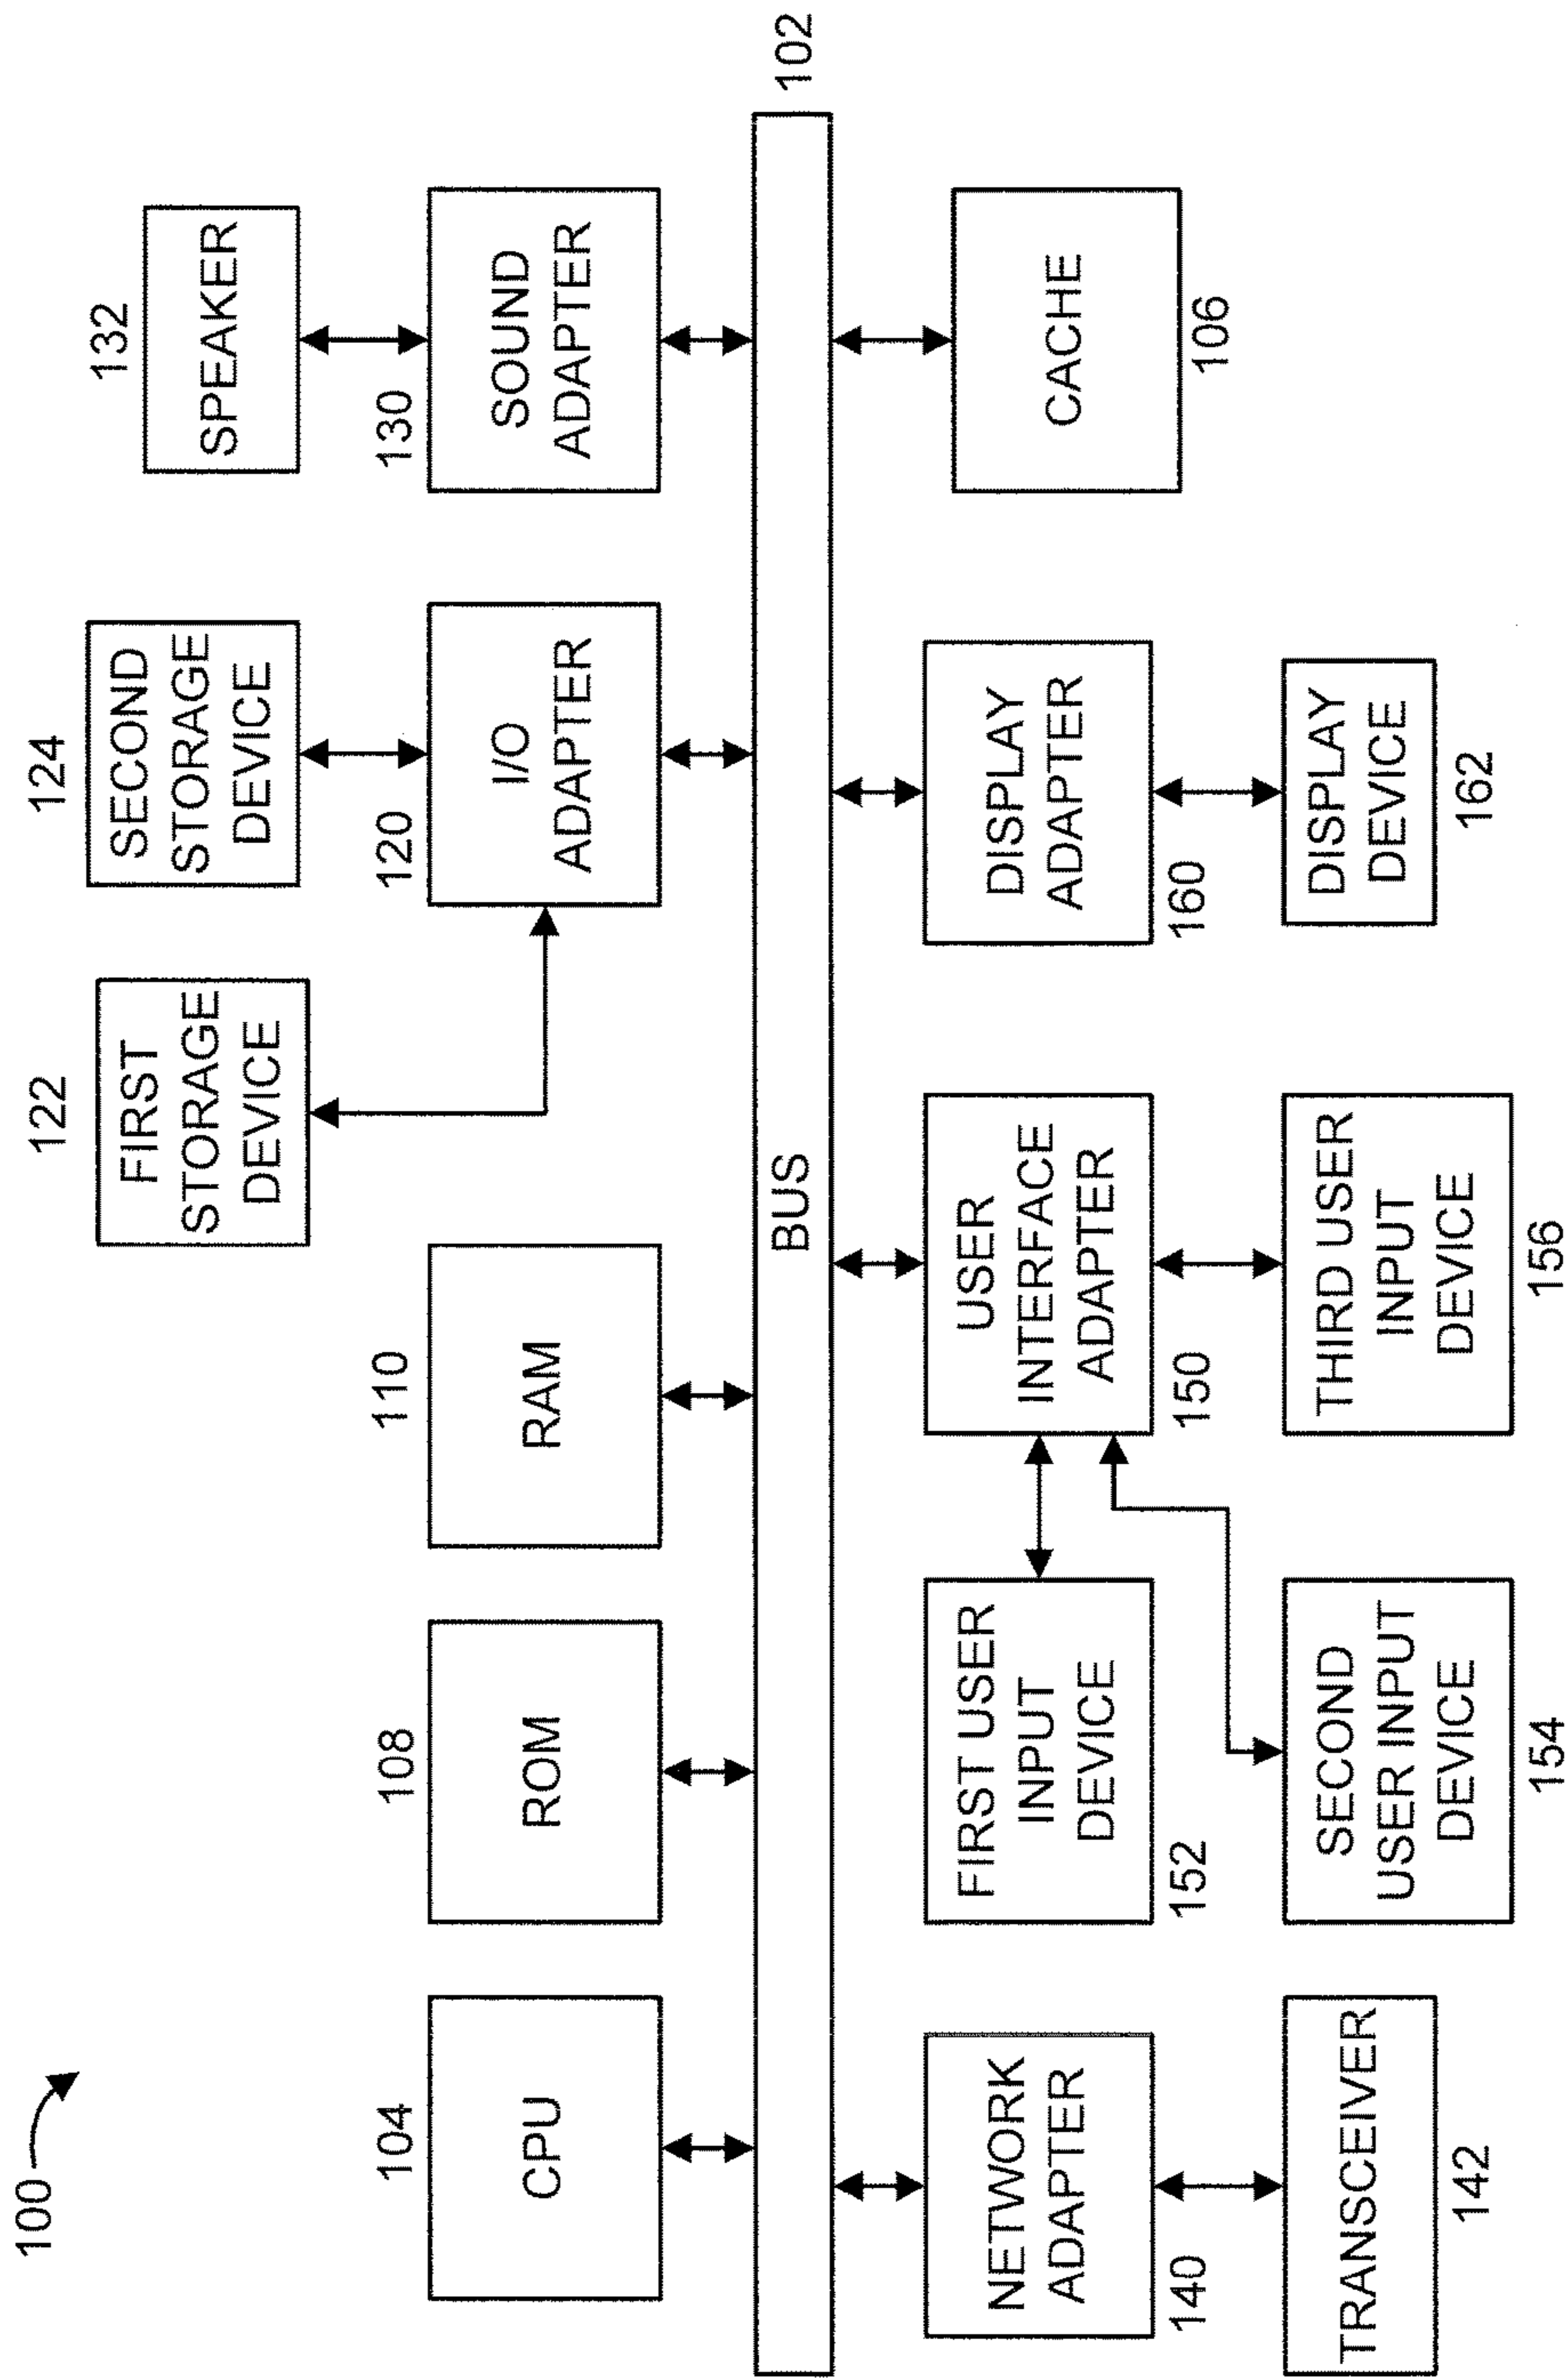 100
104
CPU
108
ROM
110
RAM
122
FIRST
STORAGE
DEVICE
124
SECOND
STORAGE
DEVICE
120
I/O
ADAPTER
132
SPEAKER
130
SOUND
ADAPTER
BUS
102
NETWORK
ADAPTER
140
TRANSCEIVER
142
FIRST USER
INPUT
DEVICE
152
SECOND
USER INPUT
DEVICE
154
USER
INTERFACE
ADAPTER
150
THIRD USER
INPUT
DEVICE
156
DISPLAY
ADAPTER
160
DISPLAY
DEVICE
162
CACHE
106